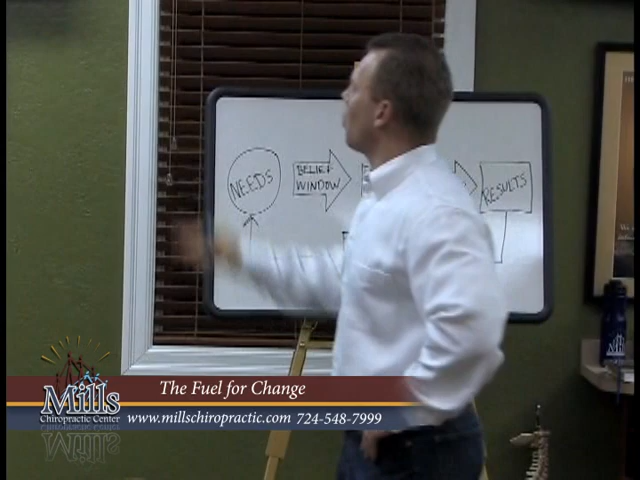 NEEDS
BELIEF
WINDOW
RESULTS
The Fuel for Change
Mills
Chiropractic Center
www.millschiropractic.com 724-548-7999